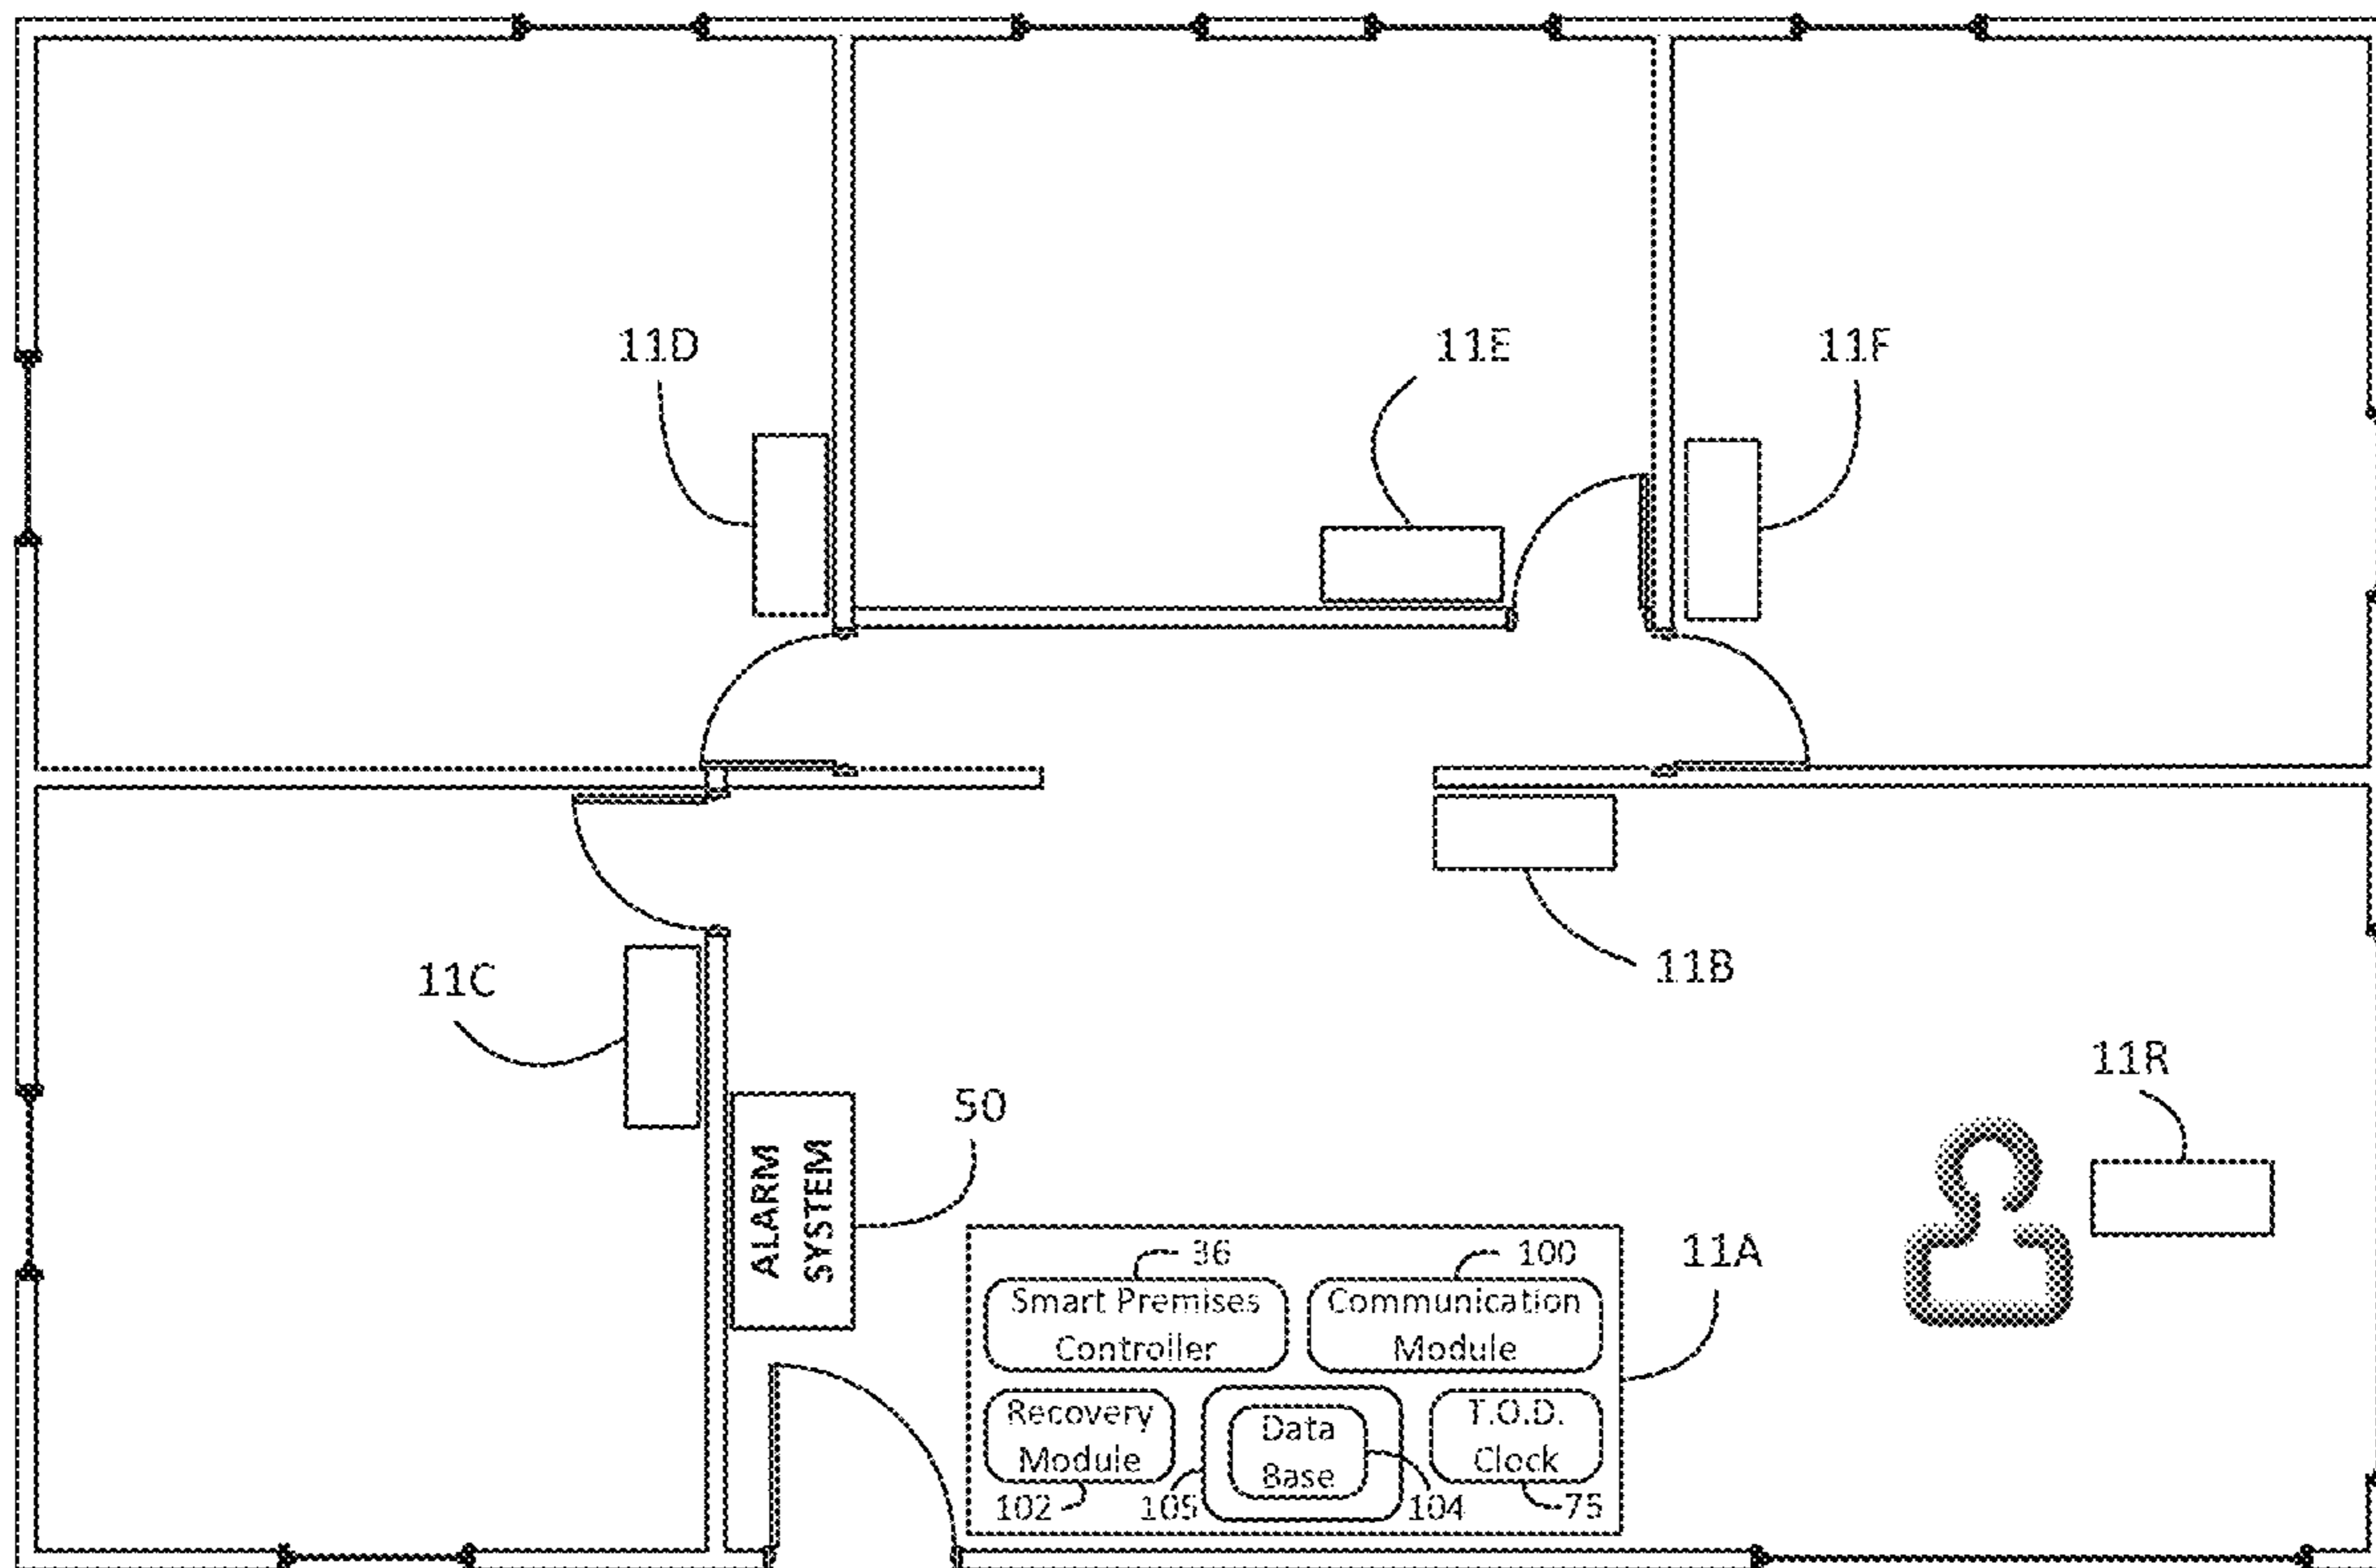 11D
11E
11F
11C
11B
11R
50
ALARM
SYSTEM
11A
36
100
Smart Premises
Controller
Communication
Module
Recovery
Module
Data
Base
T.O.D.
Clock
102
105
104
75